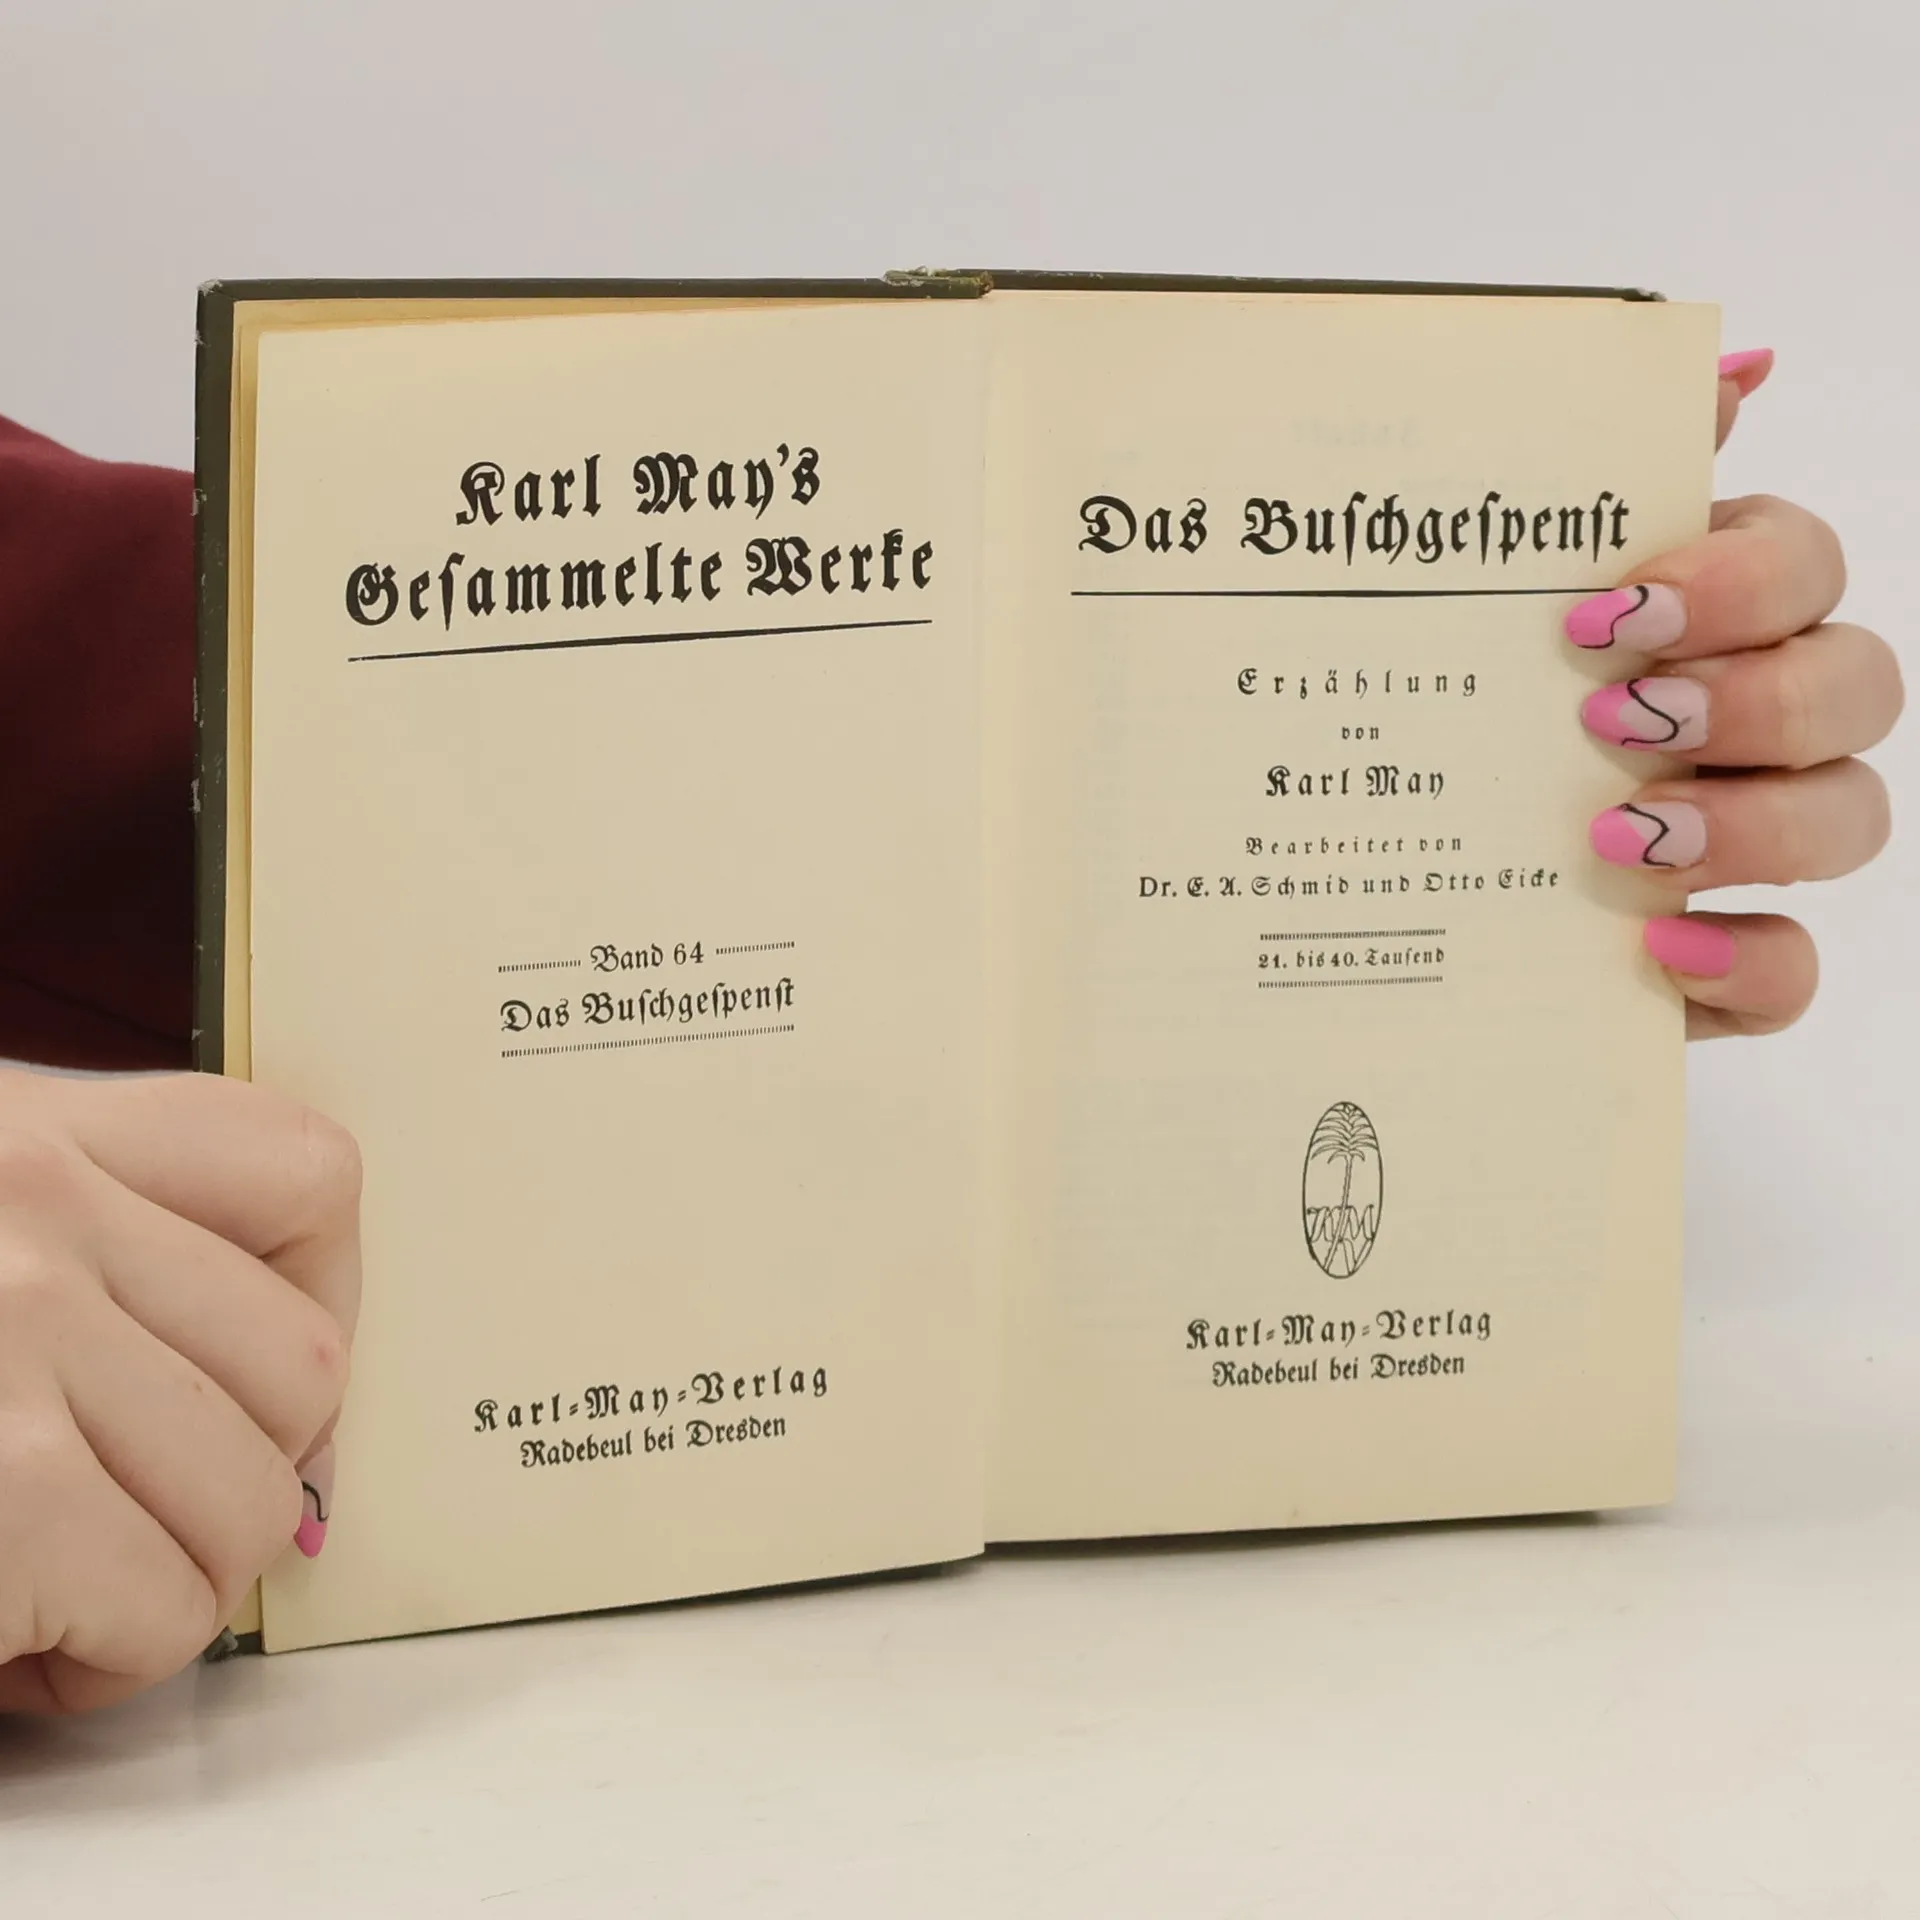 Karl May's
Geſammelte Werke
Band 64
Das Buſchgeſpenſt
Karl-May-Verlag
Radebeul bei Dresden
Das Buſchgeſpenſt
Erzählung
von
Karl May
Bearbeitet von
Dr. E. A. Schmid und Otto Eicke
21. bis 40. Tauſend
KMV
Karl-May-Verlag
Radebeul bei Dresden